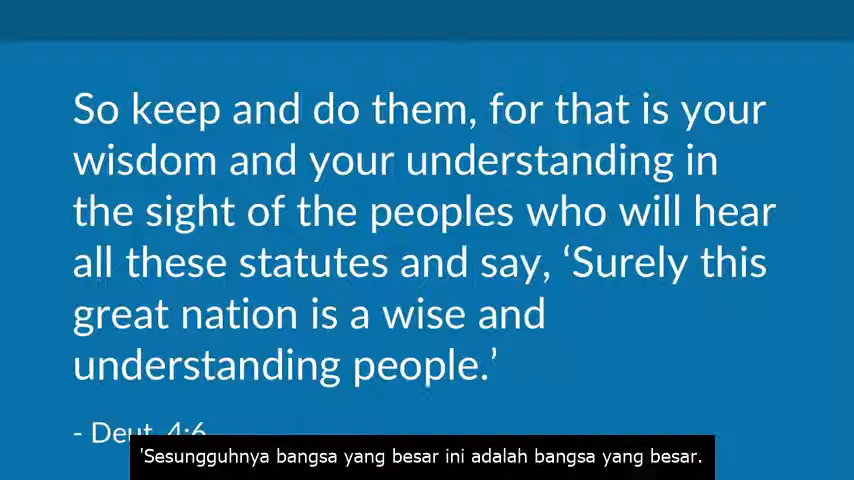 So keep and do them, for that is your
wisdom and your understanding in
the sight of the peoples who will hear
all these statutes and say, ‘Surely this
great nation is a wise and
understanding people.’
- Deut. 4:6
'Sesungguhnya bangsa yang besar ini adalah bangsa yang besar.